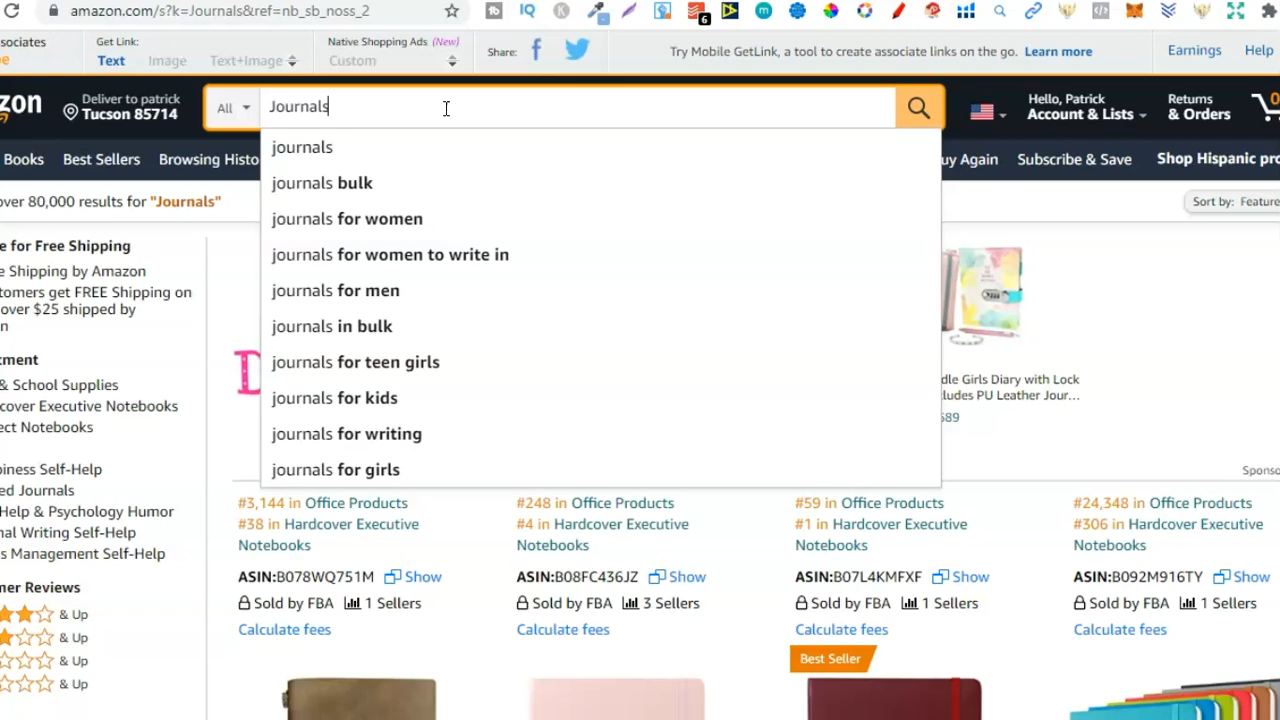 amazon.com/s?k=Journals&ref=nb_sb_noss_2
sociates
Get Link:
Text Image Text+Image
Native Shopping Ads (New)
Custom
Share:
Try Mobile GetLink, a tool to create associate links on the go. Learn more
Earnings Help
zon
Deliver to patrick
Tucson 85714
All
Journals
Hello, Patrick
Account & Lists
Returns
& Orders
0
Books Best Sellers Browsing Histo
uy Again Subscribe & Save Shop Hispanic pro
over 80,000 results for "Journals"
Sort by: Feature
journals
journals bulk
journals for women
journals for women to write in
journals for men
journals in bulk
journals for teen girls
journals for kids
journals for writing
journals for girls
e for Free Shipping
e Shipping by Amazon
tomers get FREE Shipping on
over $25 shipped by
n
tment
& School Supplies
cover Executive Notebooks
ect Notebooks
iness Self-Help
ed Journals
Help & Psychology Humor
nal Writing Self-Help
s Management Self-Help
mer Reviews
& Up
& Up
& Up
& Up
D
dle Girls Diary with Lock
ludes PU Leather Jour...
689
Sponso
#3,144 in Office Products
#38 in Hardcover Executive
Notebooks
ASIN:B078WQ751M Show
Sold by FBA 1 Sellers
Calculate fees
#248 in Office Products
#4 in Hardcover Executive
Notebooks
ASIN:B08FC436JZ Show
Sold by FBA 3 Sellers
Calculate fees
#59 in Office Products
#1 in Hardcover Executive
Notebooks
ASIN:B07L4KMFXF Show
Sold by FBA 1 Sellers
Calculate fees
Best Seller
#24,348 in Office Products
#306 in Hardcover Executive
Notebooks
ASIN:B092M916TY Show
Sold by FBA 1 Sellers
Calculate fees